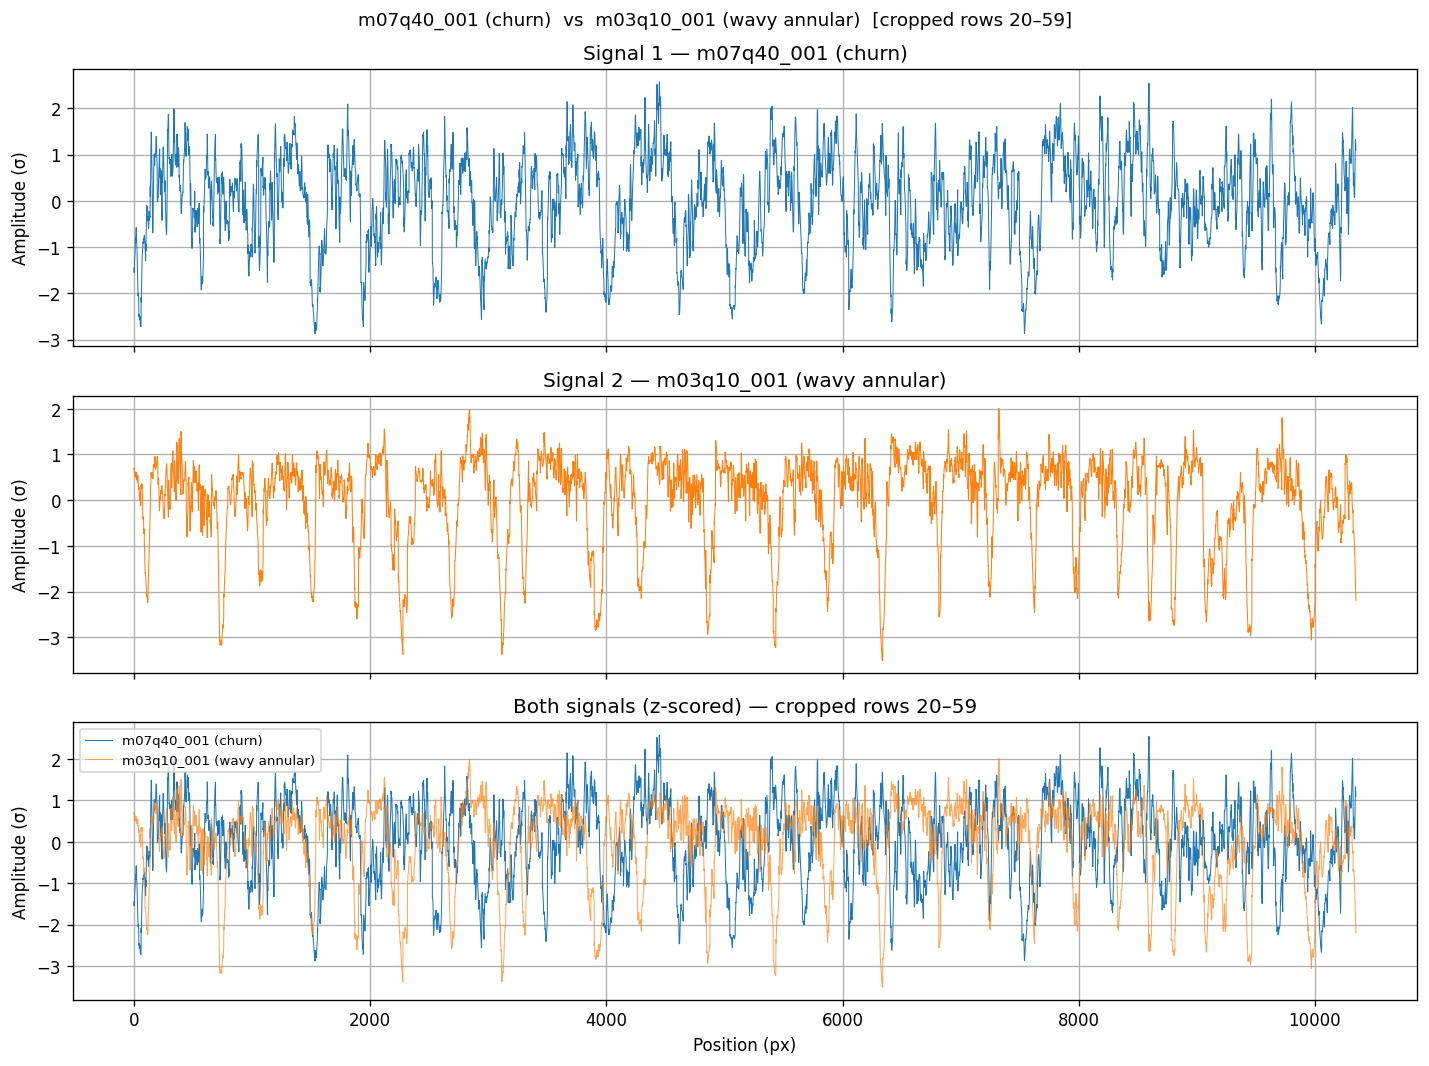 m07q40_001 (churn)  vs  m03q10_001 (wavy annular)  [cropped rows 20–59]
Signal 1 — m07q40_001 (churn)
Amplitude (σ)
2
1
0
−1
−2
−3
Signal 2 — m03q10_001 (wavy annular)
Amplitude (σ)
2
1
0
−1
−2
−3
Both signals (z-scored) — cropped rows 20–59
m07q40_001 (churn)
m03q10_001 (wavy annular)
Amplitude (σ)
2
1
0
−1
−2
−3
0 2000 4000 6000 8000 10000
Position (px)